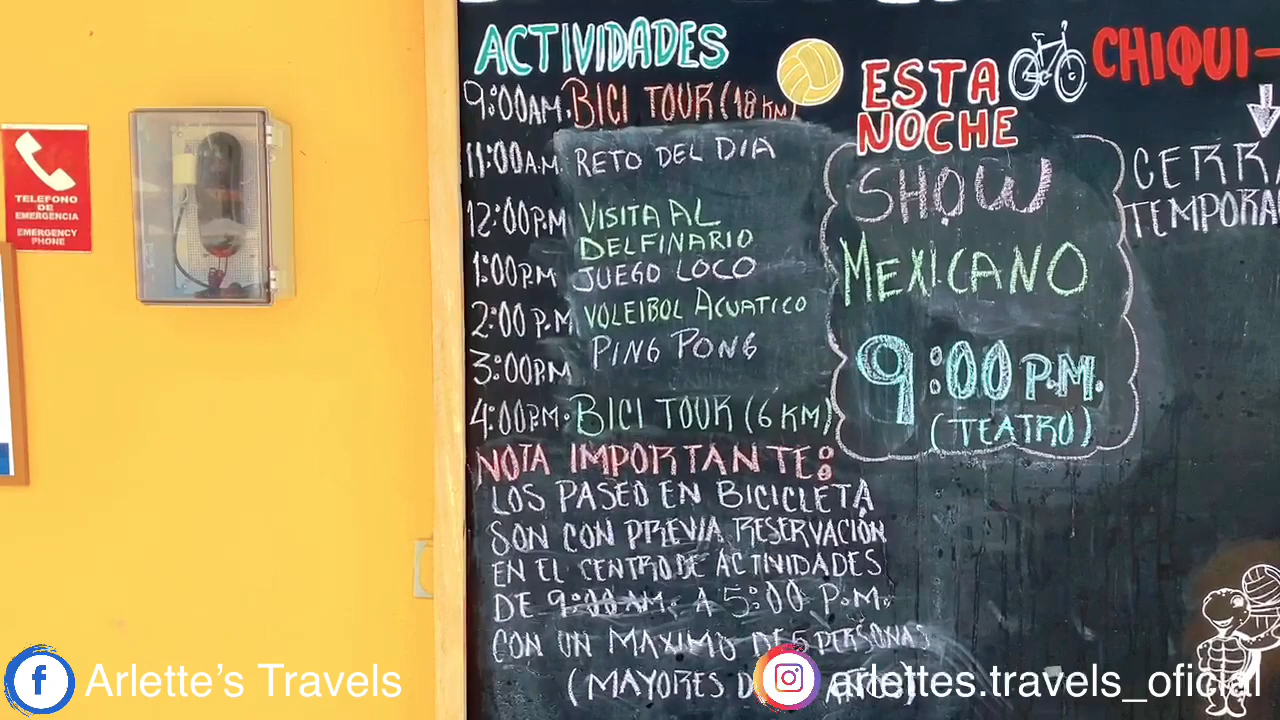 TELEFONO
DE
EMERGENCIA
EMERGENCY
PHONE
ACTIVIDADES
9:00AM. BICI TOUR (18 KM)
11:00A.M. RETO DEL DIA
12:00P.M VISITA AL
DELFINARIO
1:00P.M JUEGO LOCO
2:00 P.M VOLEIBOL ACUATICO
3:00P.M PING PONG
4:00P.M. BICI TOUR (6 KM)
NOTA IMPORTANTE:
LOS PASEO EN BICICLETA
SON CON PREVIA RESERVACIÓN
EN EL CENTRO DE ACTIVIDADES
DE 9:00 AM. A 5:00 P.M.
CON UN MAXIMO DE 5 PERSONAS
(MAYORES
ESTA
NOCHE
SHOW
MEXICANO
9:00 P.M.
(TEATRO)
CHIQUI-
CERRA
TEMPORA
Arlette's Travels
arlettes.travels_oficial